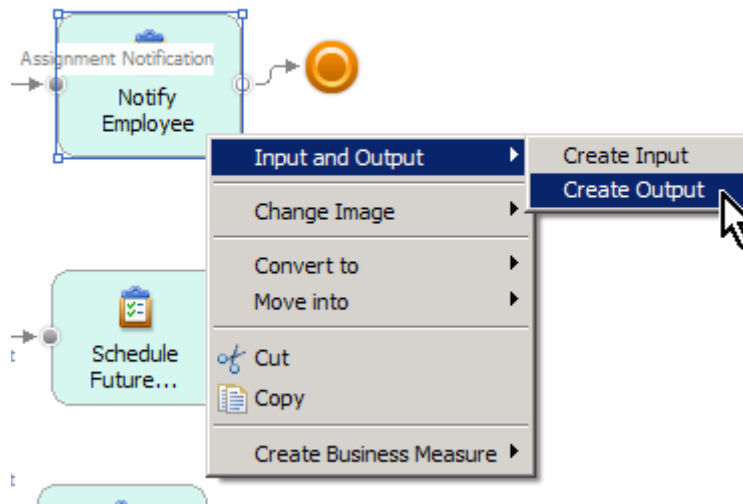 Assignment Notification
Notify
Employee
Input and Output
Create Input
Create Output
Change Image
Convert to
Move into
Schedule
Future...
Cut
Copy
Create Business Measure